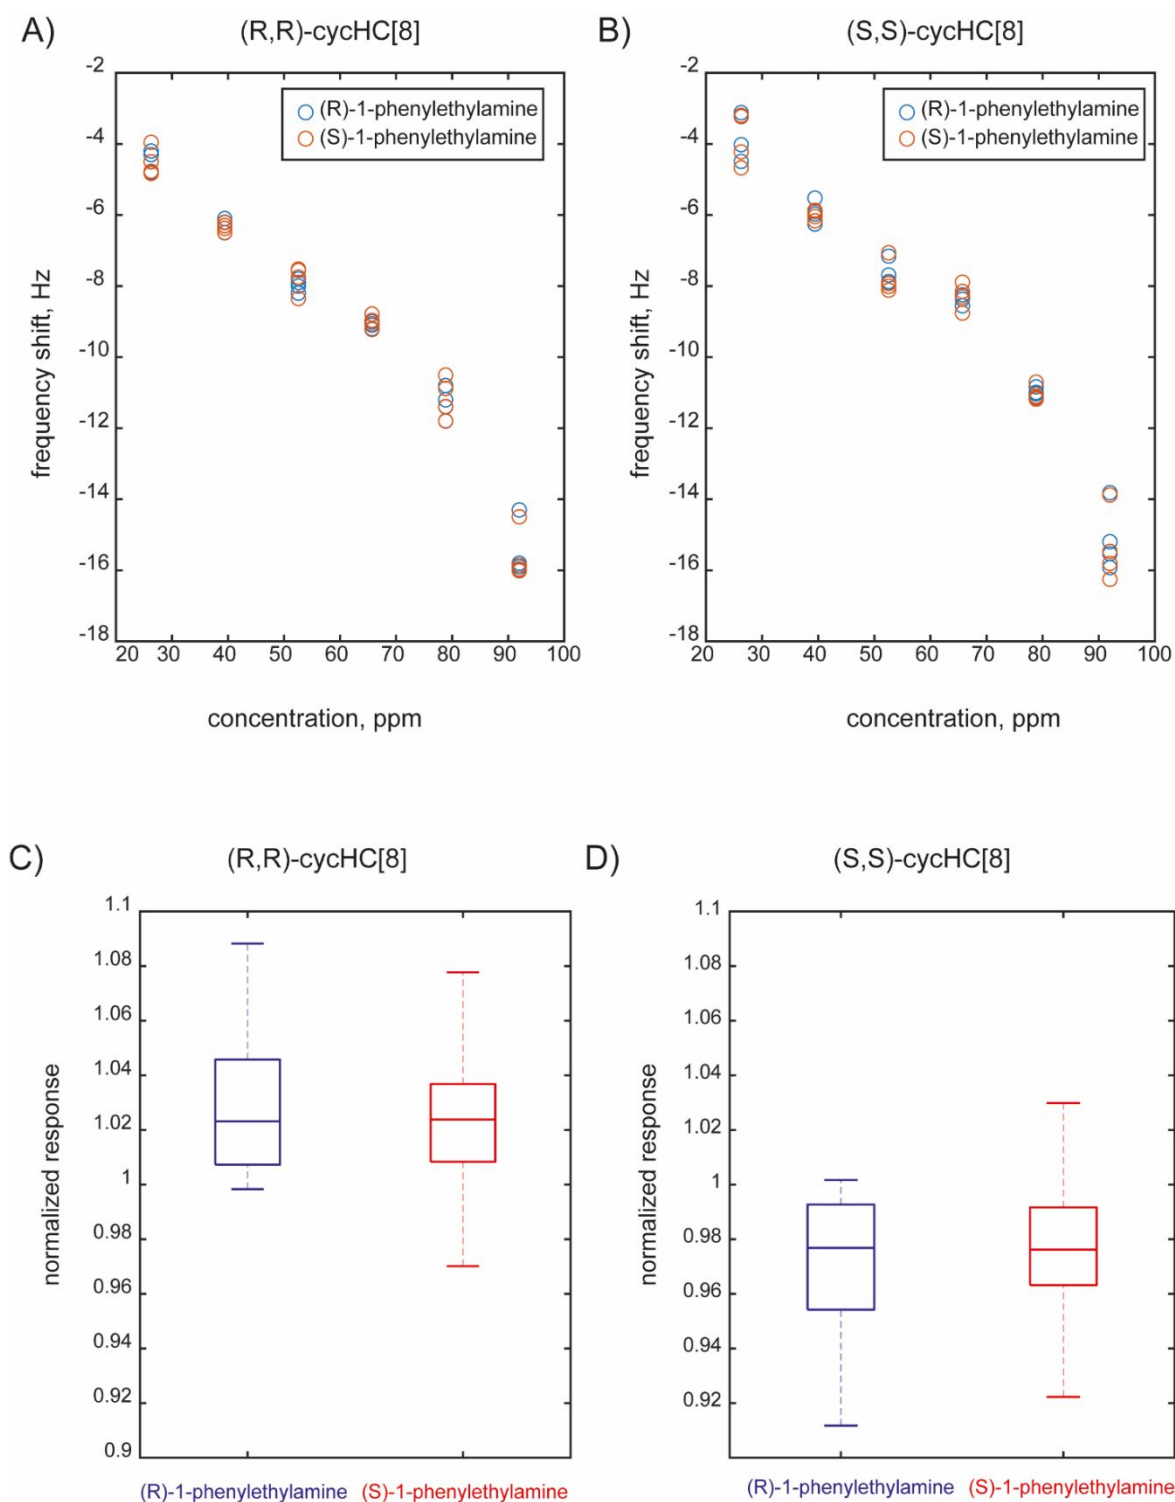 A)
(R,R)-cycHC[8]
(R)-1-phenylethylamine
(S)-1-phenylethylamine
frequency shift, Hz
-2
-4
-6
-8
-10
-12
-14
-16
-18
20 30 40 50 60 70 80 90 100
concentration, ppm
B)
(S,S)-cycHC[8]
(R)-1-phenylethylamine
(S)-1-phenylethylamine
frequency shift, Hz
-2
-4
-6
-8
-10
-12
-14
-16
-18
20 30 40 50 60 70 80 90 100
concentration, ppm
C)
(R,R)-cycHC[8]
normalized response
1.1
1.08
1.06
1.04
1.02
1
0.98
0.96
0.94
0.92
0.9
(R)-1-phenylethylamine (S)-1-phenylethylamine
D)
(S,S)-cycHC[8]
normalized response
1.1
1.08
1.06
1.04
1.02
1
0.98
0.96
0.94
0.92
(R)-1-phenylethylamine (S)-1-phenylethylamine